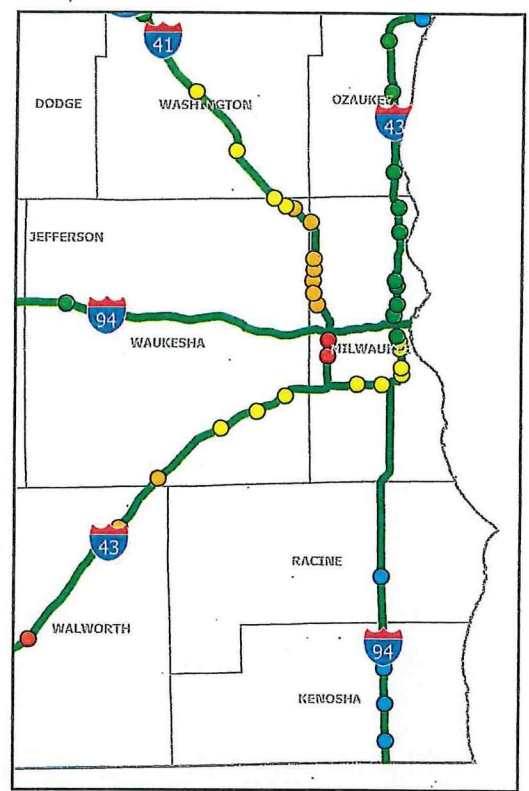 41
DODGE
WASHINGTON
OZAUKEE
43
JEFFERSON
94
WAUKESHA
MILWAUKEE
43
RACINE
WALWORTH
94
KENOSHA